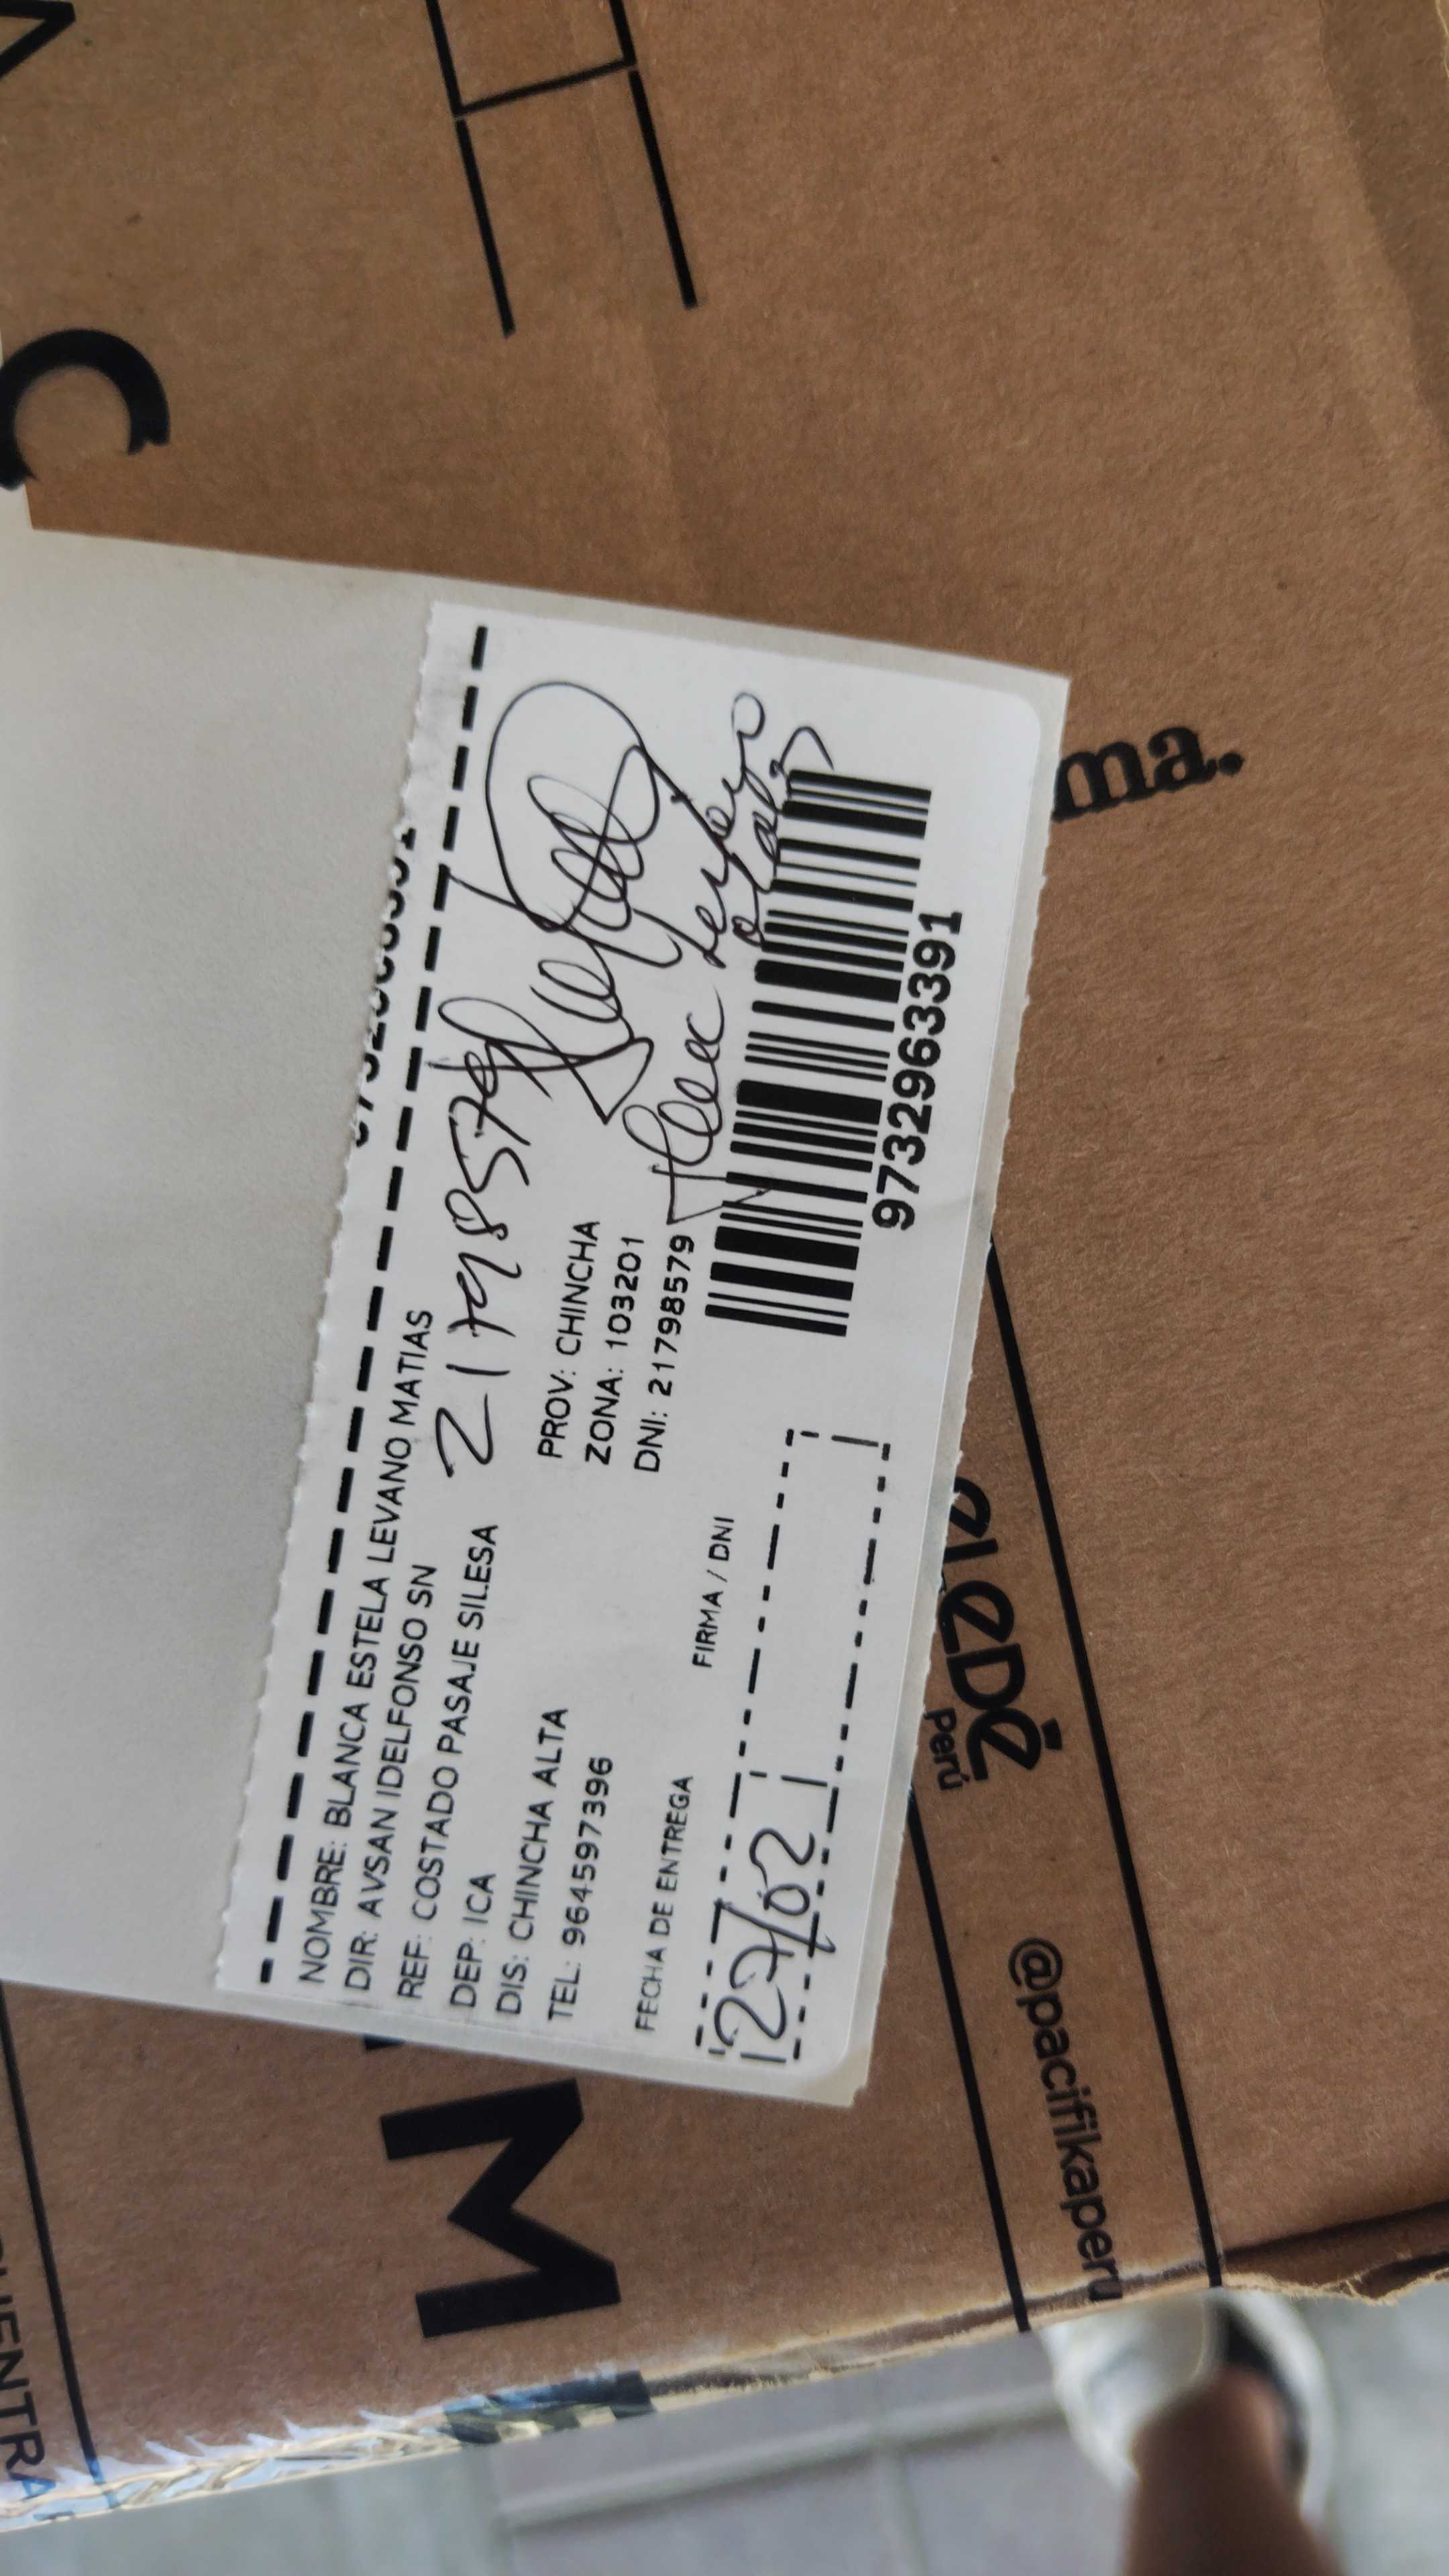 NOMBRE: BLANCA ESTELA LEVANO MATIAS
DIR: AVSAN IDELFONSO SN
REF: COSTADO PASAJE SILESA
21798579
DEP: ICA
PROV: CHINCHA
DIS: CHINCHA ALTA
ZONA: 103201
TEL: 964597396
DNI: 21798579
FECHA DE ENTREGA
FIRMA / DNI
27/02
9732963391
ma.
Perú
@pacifikaperu
M
C